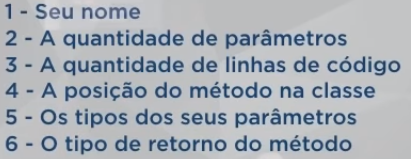 1 - Seu nome
2 - A quantidade de parâmetros
3 - A quantidade de linhas de código
4 - A posição do método na classe
5 - Os tipos dos seus parâmetros
6 - O tipo de retorno do método